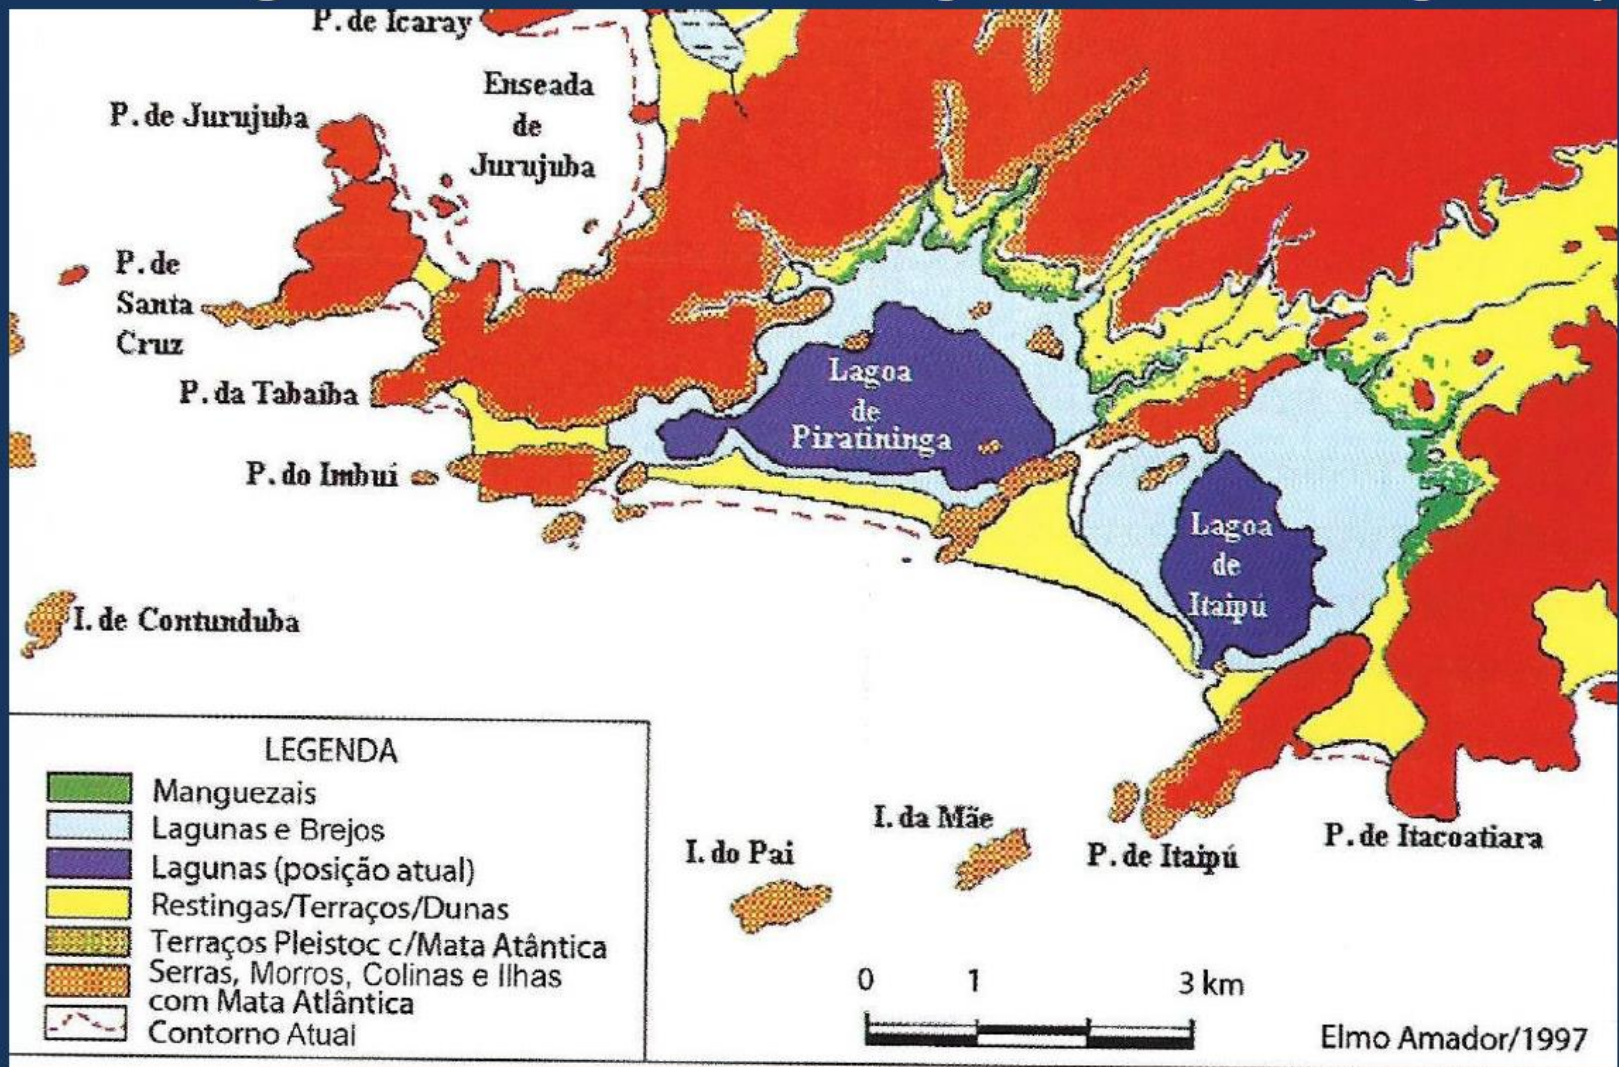 P. de Icaray
Enseada
de
Jurujuba
P. de Jurujuba
P. de
Santa
Cruz
P. da Tabaíba
Lagoa
de
Piratininga
P. do Imbuí
Lagoa
de
Itaipú
I. de Contunduba
LEGENDA
Manguezais
Lagunas e Brejos
Lagunas (posição atual)
Restingas/Terraços/Dunas
Terraços Pleistoc c/Mata Atântica
Serras, Morros, Colinas e Ilhas
com Mata Atlântica
Contorno Atual
I. do Pai
I. da Mãe
P. de Itaipú
P. de Itacoatiara
0 1 3 km
Elmo Amador/1997